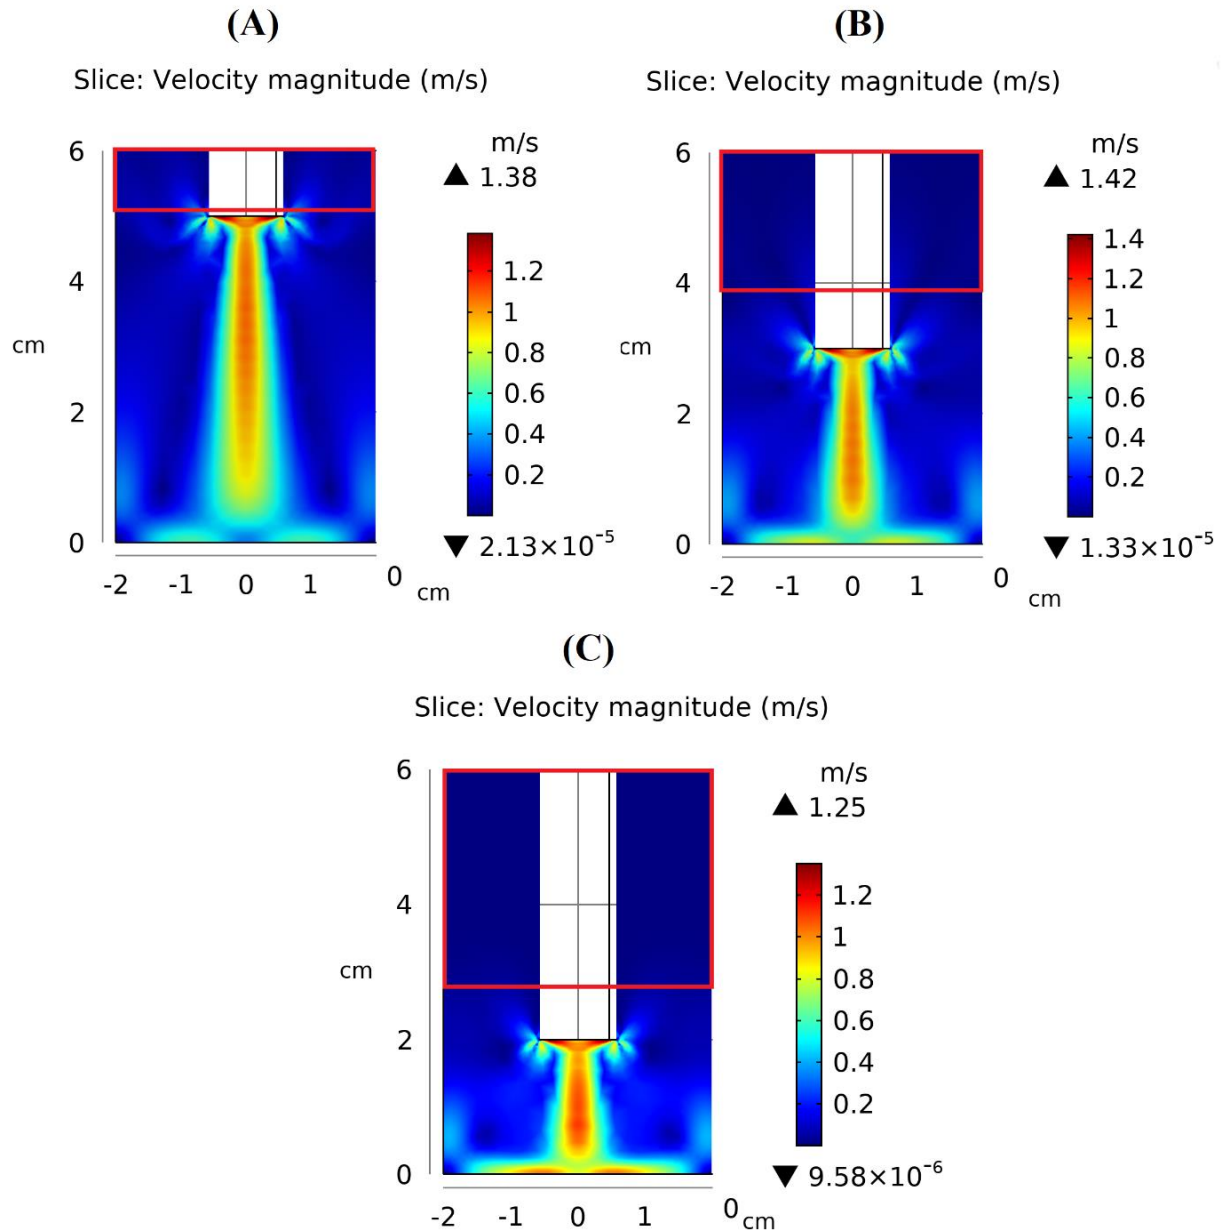 (A)
Slice: Velocity magnitude (m/s)
m/s
▲ 1.38
6
4
2
0
cm
1.2
1
0.8
0.6
0.4
0.2
▼ 2.13×10⁻⁵
-2 -1 0 1 0
cm
(B)
Slice: Velocity magnitude (m/s)
m/s
▲ 1.42
6
4
2
0
cm
1.4
1.2
1
0.8
0.6
0.4
0.2
▼ 1.33×10⁻⁵
-2 -1 0 1 0
cm
(C)
Slice: Velocity magnitude (m/s)
m/s
▲ 1.25
6
4
2
0
cm
1.2
1
0.8
0.6
0.4
0.2
▼ 9.58×10⁻⁶
-2 -1 0 1 0
cm